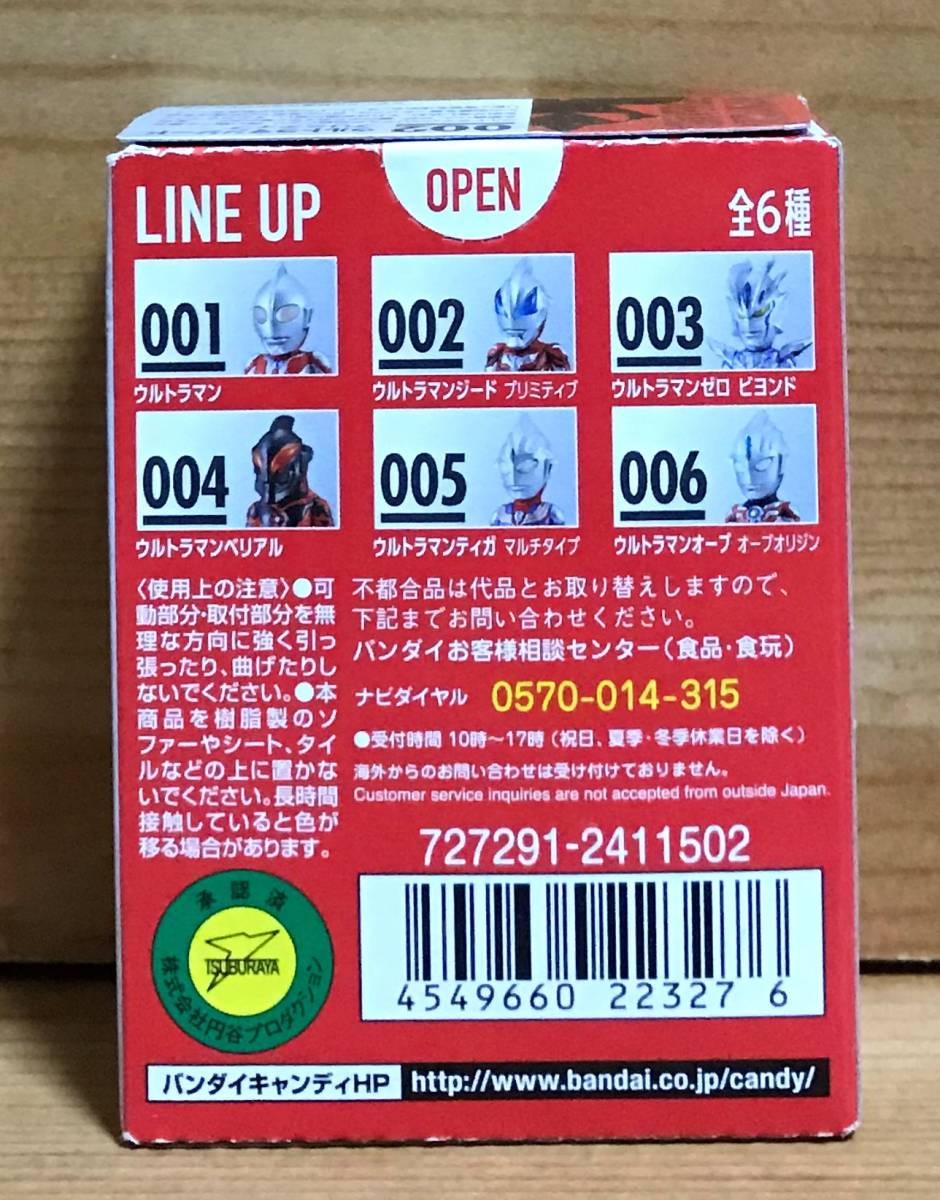 002
LINE UP
OPEN
全6種
001
ウルトラマン
002
ウルトラマンジード プリミティブ
003
ウルトラマンゼロ ビヨンド
004
ウルトラマンベリアル
005
ウルトラマンティガ マルチタイプ
006
ウルトラマンオーブ オーブオリジン
〈使用上の注意〉●可
動部分・取付部分を無
理な方向に強く引っ
張ったり、曲げたりし
ないでください。●本
商品を樹脂製のソ
ファーやシート、タイ
ルなどの上に置かな
いでください。長時間
接触していると色が
移る場合があります。
不都合品は代品とお取り替えしますので、
下記までお問い合わせください。
バンダイお客様相談センター(食品・食玩)
ナビダイヤル 0570-014-315
●受付時間 10時〜17時(祝日、夏季・冬季休業日を除く)
海外からのお問い合わせは受け付けておりません。
Customer service inquiries are not accepted from outside Japan.
727291-2411502
承認済
TSUBURAYA
株式会社円谷プロダクション
4549660 22327 6
バンダイキャンディHP http://www.bandai.co.jp/candy/